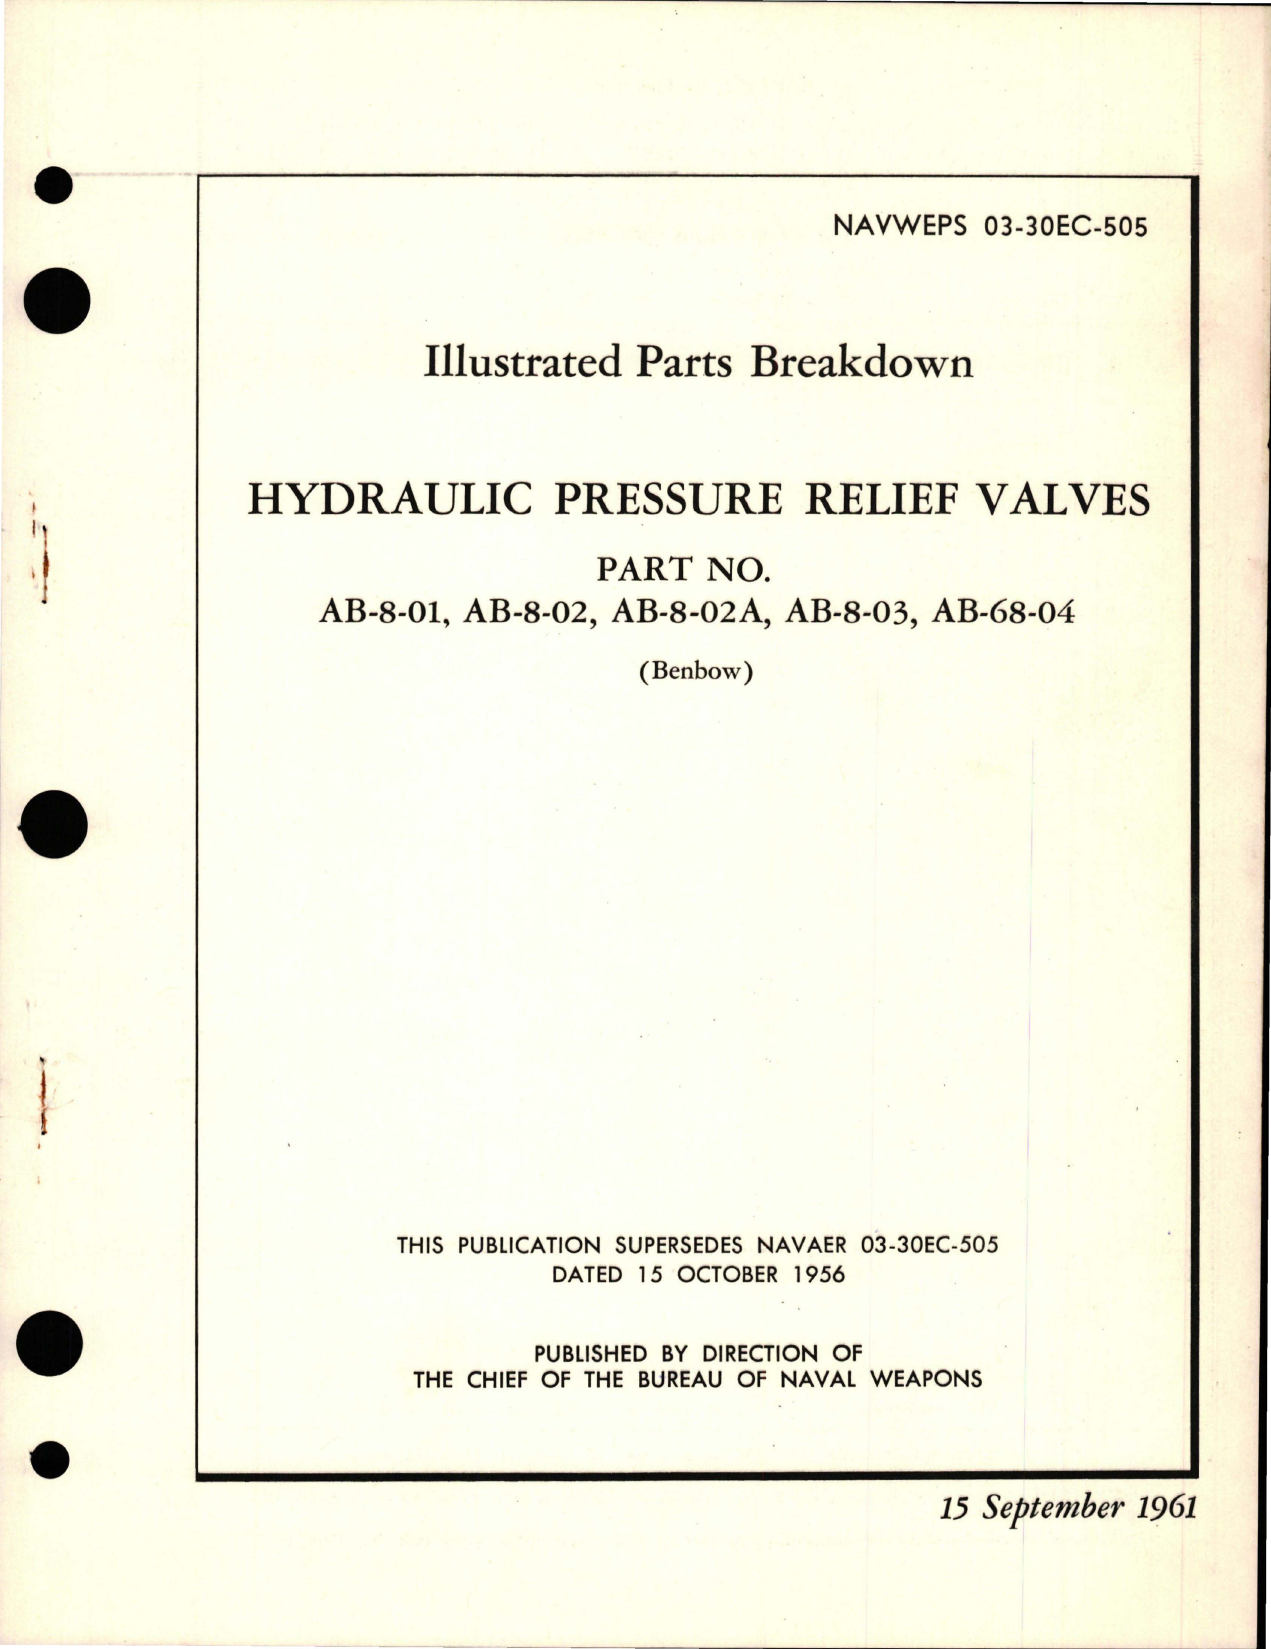 NAVWEPS 03-30EC-505
Illustrated Parts Breakdown
HYDRAULIC PRESSURE RELIEF VALVES
PART NO.
AB-8-01, AB-8-02, AB-8-02A, AB-8-03, AB-68-04
(Benbow)
THIS PUBLICATION SUPERSEDES NAVAER 03-30EC-505
DATED 15 OCTOBER 1956
PUBLISHED BY DIRECTION OF
THE CHIEF OF THE BUREAU OF NAVAL WEAPONS
15 September 1961